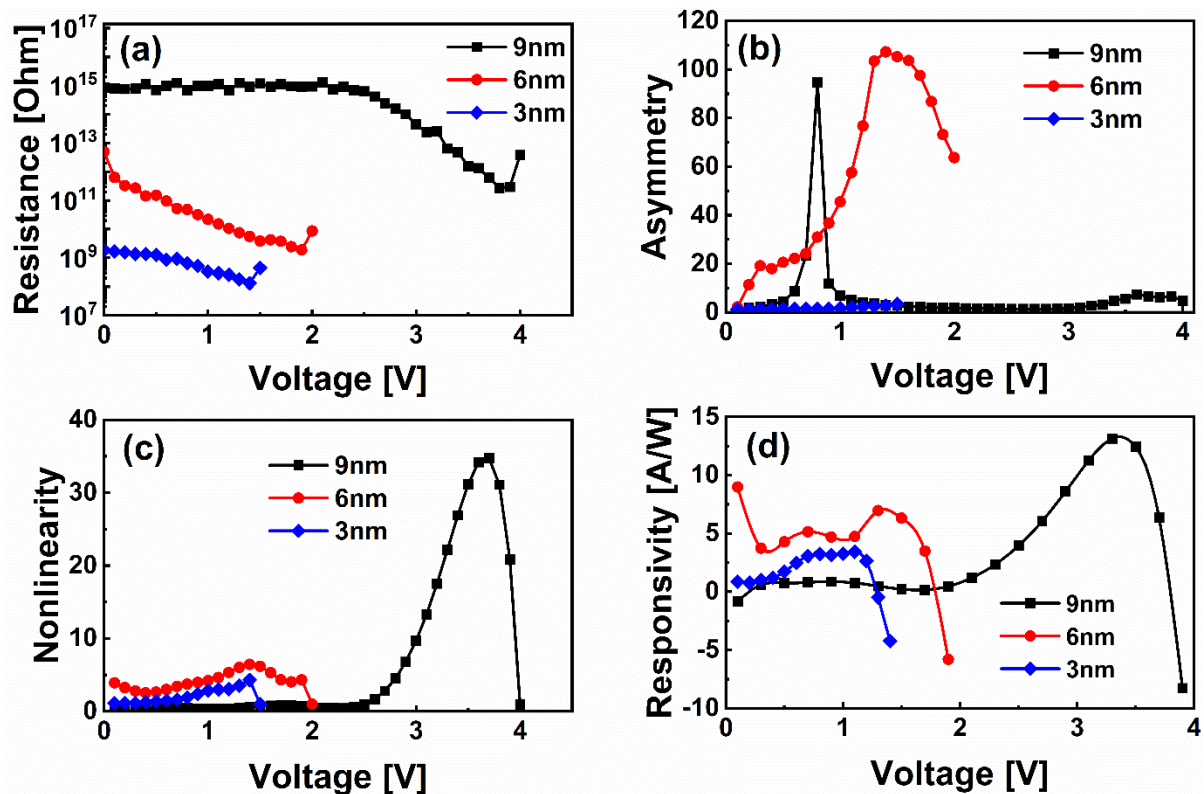 (a)
9nm
6nm
3nm
Resistance [Ohm]
10^17
10^15
10^13
10^11
10^9
10^7
0 1 2 3 4
Voltage [V]
(b)
9nm
6nm
3nm
Asymmetry
120
100
80
60
40
20
0
0 1 2 3 4
Voltage [V]
(c)
9nm
6nm
3nm
Nonlinearity
40
30
20
10
0
0 1 2 3 4
Voltage [V]
(d)
9nm
6nm
3nm
Responsivity [A/W]
15
10
5
0
-5
-10
0 1 2 3 4
Voltage [V]